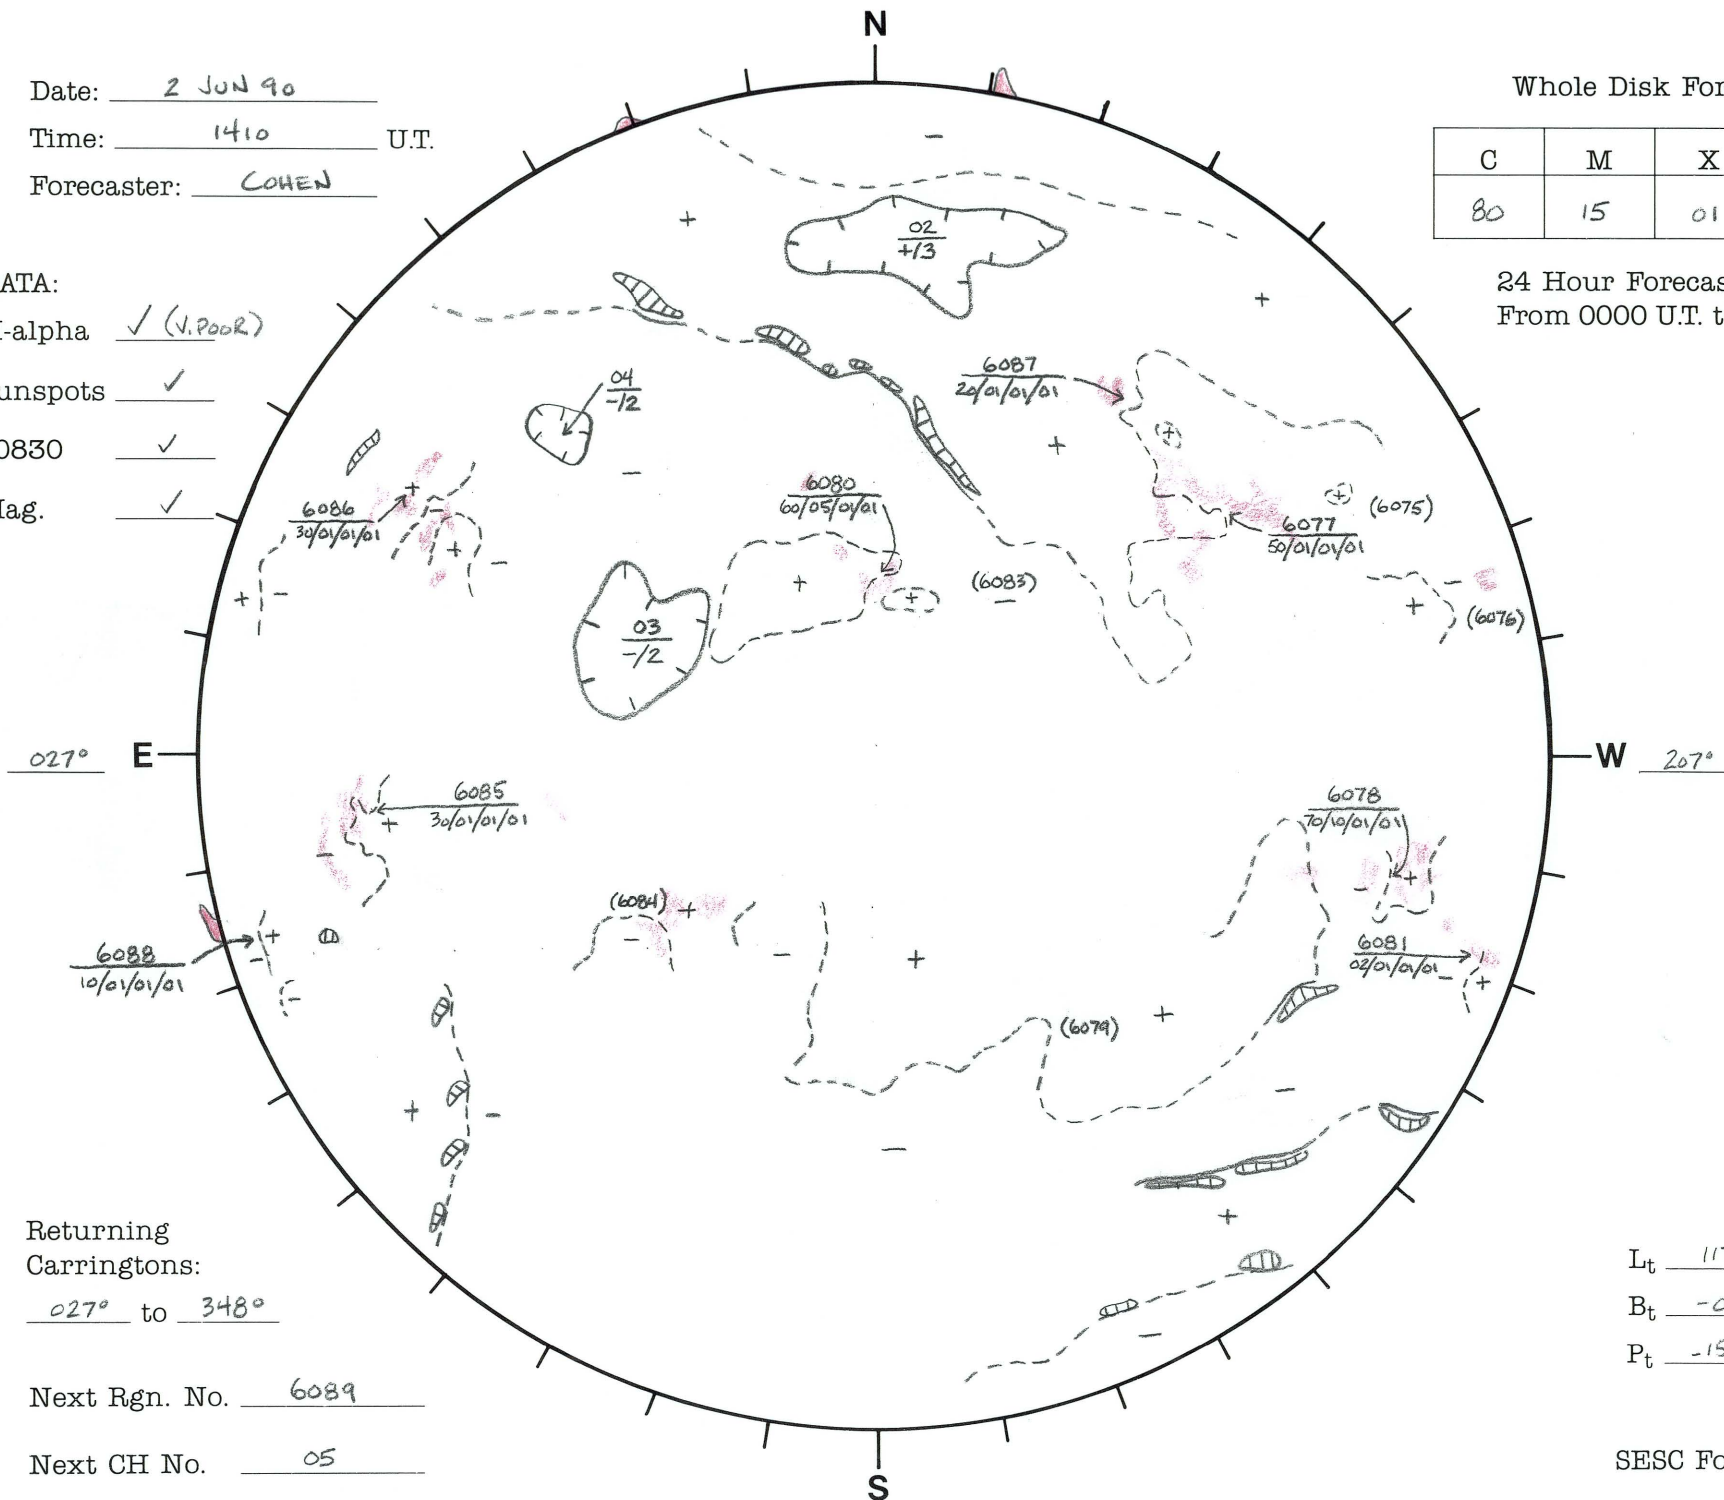 N
Date: 2 JUN 90
Time: 1410 U.T.
Forecaster: COHEN
Whole Disk For
C M X
80 15 01
24 Hour Forecas
From 0000 U.T. t
ATA:
I-alpha ✓ (V. POOR)
unspots ✓
0830 ✓
Mag. ✓
02
+/3
04
-/2
6087
20/01/01/01
6080
60/05/01/01
(6075)
6086
30/01/01/01
6077
50/01/01/01
(6083)
(6076)
03
-/2
027° E
W 207°
6085
30/01/01/01
6078
70/10/01/01
(6084)
6088
10/01/01/01
6081
02/01/01/01
(6079)
Returning
Carringtons:
027° to 348°
Lt
Bt
Pt -15
Next Rgn. No. 6089
Next CH No. 05
SESC Fo
S